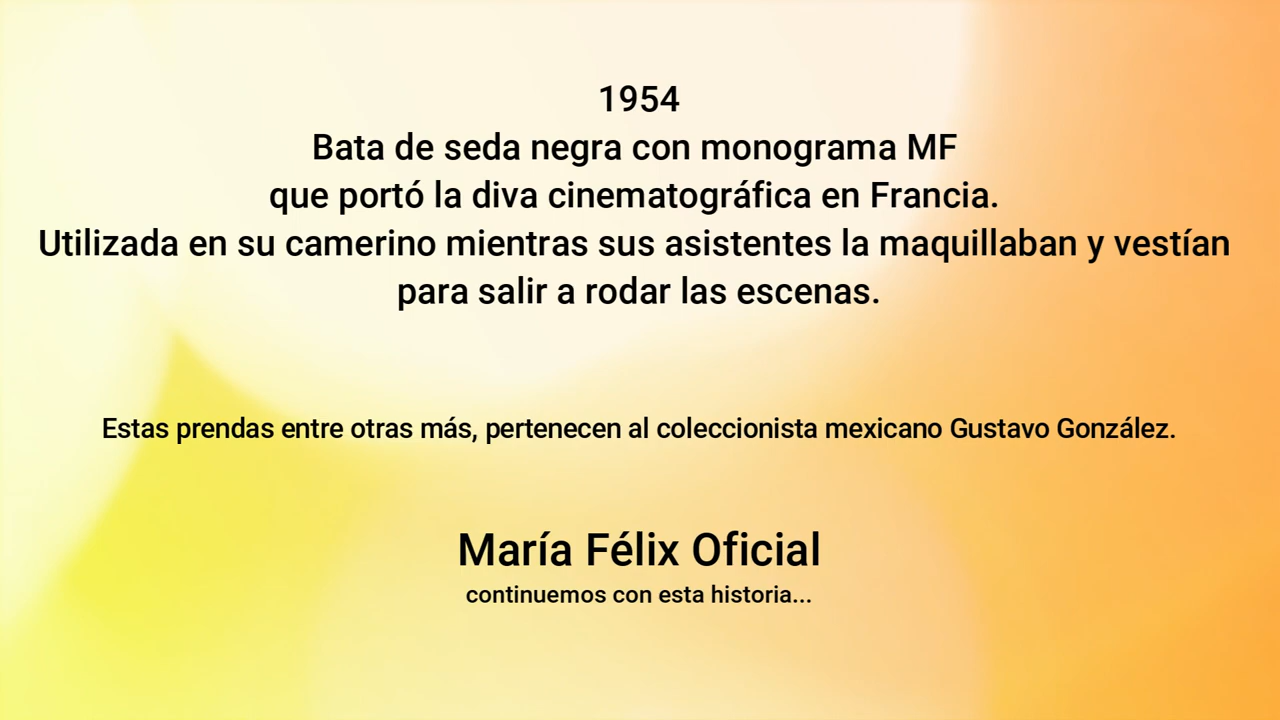 1954
Bata de seda negra con monograma MF
que portó la diva cinematográfica en Francia.
Utilizada en su camerino mientras sus asistentes la maquillaban y vestían
para salir a rodar las escenas.
Estas prendas entre otras más, pertenecen al coleccionista mexicano Gustavo González.
María Félix Oficial
continuemos con esta historia...